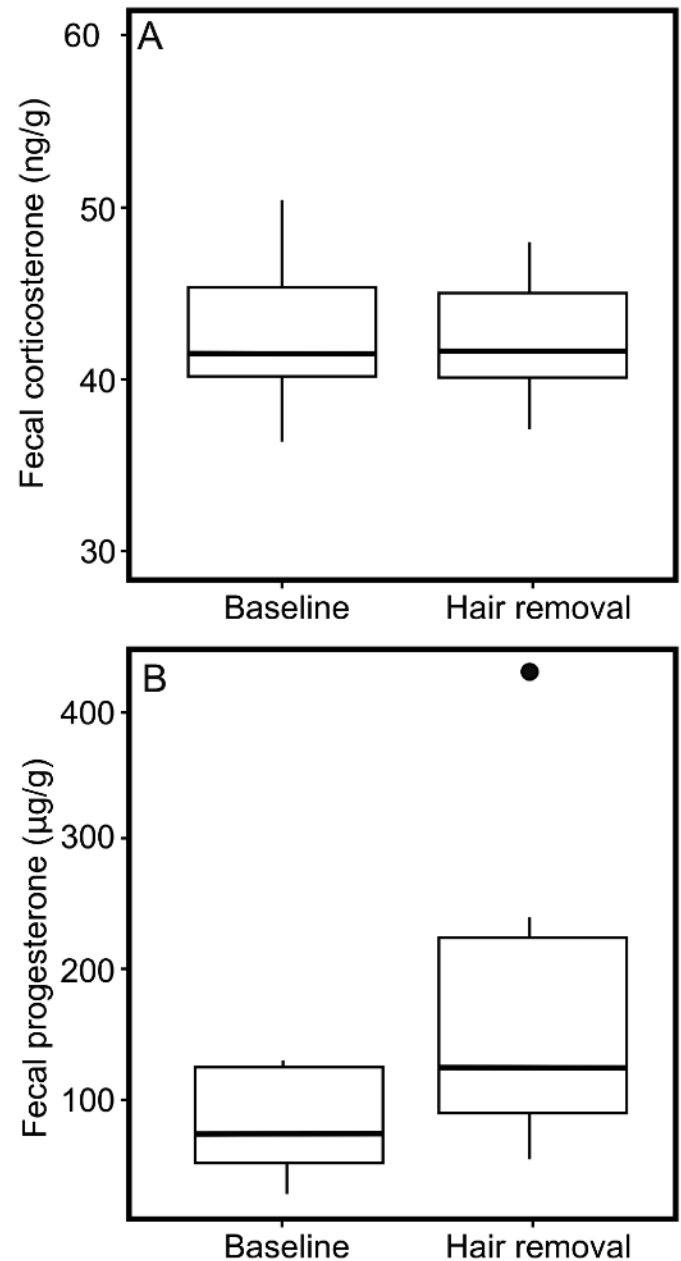 A
Fecal corticosterone (ng/g)
60
50
40
30
Baseline Hair removal
B
Fecal progesterone (µg/g)
400
300
200
100
Baseline Hair removal